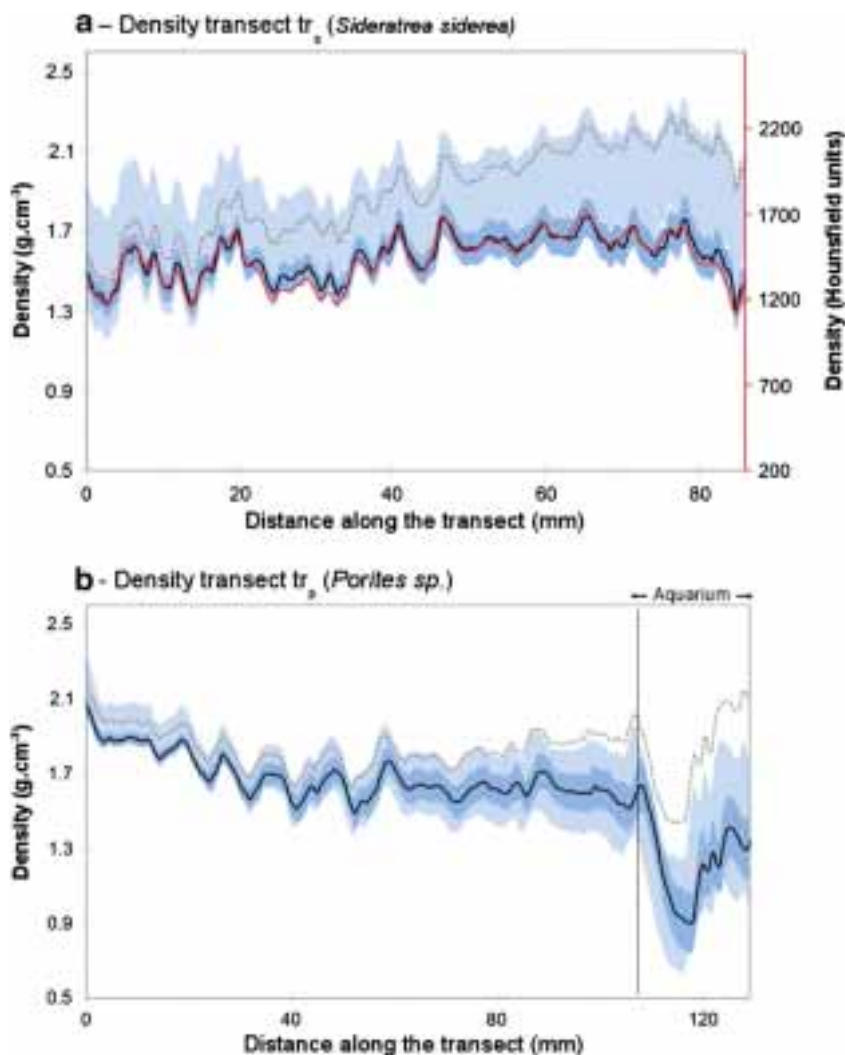 a – Density transect trs (Sideratrea siderea)
2.5
2.1
1.7
1.3
0.9
0.5
Density (g.cm-3)
2200
1700
1200
700
200
Density (Hounsfield units)
0 20 40 60 80
Distance along the transect (mm)
b - Density transect trp (Porites sp.)
Aquarium
2.5
2.1
1.7
1.3
0.9
0.5
Density (g.cm-3)
0 40 80 120
Distance along the transect (mm)